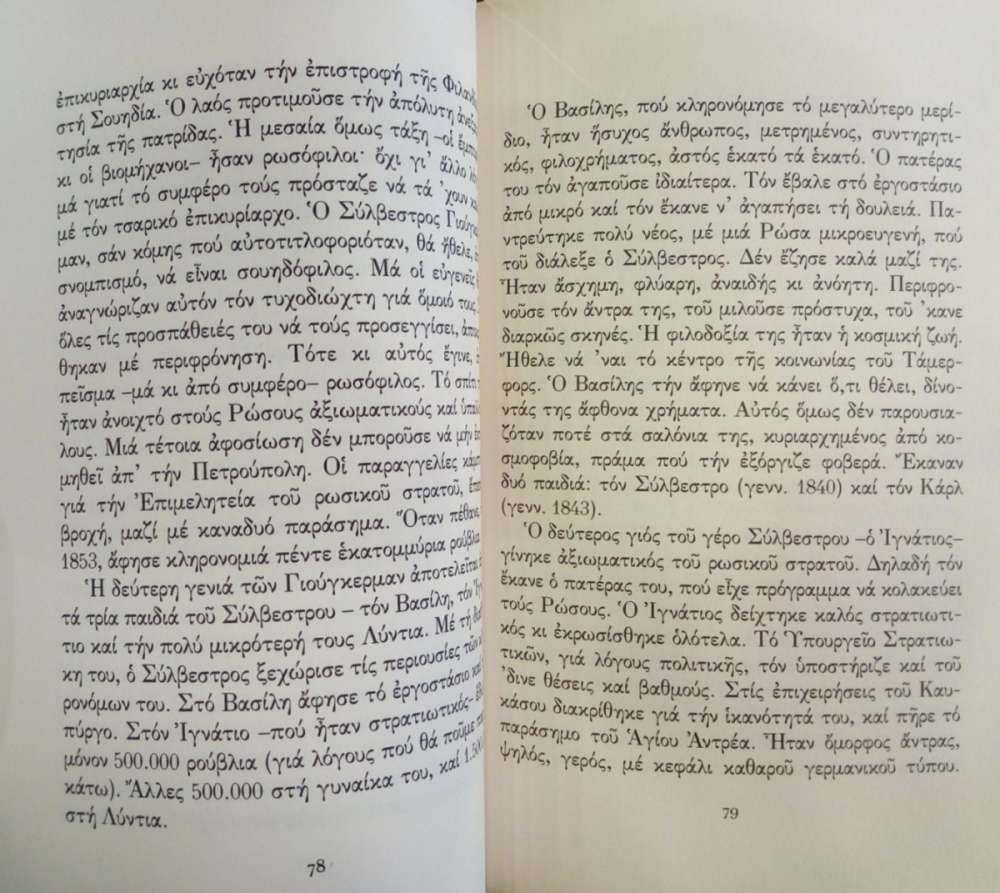 ἐπικυριαρχία κι εὐχόταν τήν ἐπιστροφή τῆς
στή Σουηδία. Ὁ λαός προτιμοῦσε τήν ἀπόλυτη
τησία τῆς πατρίδας. Ἡ μεσαία ὅμως τάξη –οἱ
κι οἱ βιομήχανοι– ἦσαν ρωσόφιλοι· ὄχι γι' ἄλλο
μά γιατί τό συμφέρο τούς πρόσταζε νά τά 'χουν
μέ τόν τσαρικό ἐπικυρίαρχο. Ὁ Σύλβεστρος
μαν, σάν κόμης πού αὐτοτιτλοφοριόταν, θά ἤθελε,
σνομπισμό, νά εἶναι σουηδόφιλος. Μά οἱ εὐγενεῖς
ἀναγνώριζαν αὐτόν τόν τυχοδιώχτη γιά ὅμοιό τους.
ὅλες τίς προσπάθειές του νά τούς προσεγγίσει,
θηκαν μέ περιφρόνηση. Τότε κι αὐτός ἔγινε,
πεῖσμα –μά κι ἀπό συμφέρο– ρωσόφιλος. Τό σπίτι
ἦταν ἀνοιχτό στούς Ρώσους ἀξιωματικούς καί
λους. Μιά τέτοια ἀφοσίωση δέν μποροῦσε νά μήν
μηθεῖ ἀπ' τήν Πετρούπολη. Οἱ παραγγελίες
γιά τήν Ἐπιμελητεία τοῦ ρωσικοῦ στρατοῦ,
βροχή, μαζί μέ καναδυό παράσημα. Ὅταν πέθανε,
1853, ἄφησε κληρονομιά πέντε ἑκατομμύρια ρούβλια.
Ἡ δεύτερη γενιά τῶν Γιούγκερμαν ἀποτελεῖται
τά τρία παιδιά τοῦ Σύλβεστρου – τόν Βασίλη, τόν
τιο καί τήν πολύ μικρότερή τους Λύντια. Μέ τή
κη του, ὁ Σύλβεστρος ξεχώρισε τίς περιουσίες τῶν
ρονόμων του. Στό Βασίλη ἄφησε τό ἐργοστάσιο
πύργο. Στόν Ἰγνάτιο –πού ἦταν στρατιωτικός–
μόνον 500.000 ρούβλια (γιά λόγους πού θά ποῦμε
κάτω). Ἄλλες 500.000 στή γυναίκα του, καί
στή Λύντια.
78
Ὁ Βασίλης, πού κληρονόμησε τό μεγαλύτερο μερί-
διο, ἦταν ἥσυχος ἄνθρωπος, μετρημένος, συντηρητι-
κός, φιλοχρήματος, ἀστός ἑκατό τά ἑκατό. Ὁ πατέρας
του τόν ἀγαποῦσε ἰδιαίτερα. Τόν ἔβαλε στό ἐργοστάσιο
ἀπό μικρό καί τόν ἔκανε ν' ἀγαπήσει τή δουλειά. Πα-
ντρεύτηκε πολύ νέος, μέ μιά Ρώσα μικροευγενή, πού
τοῦ διάλεξε ὁ Σύλβεστρος. Δέν ἔζησε καλά μαζί της.
Ἦταν ἄσχημη, φλύαρη, ἀναιδής κι ἀνόητη. Περιφρο-
νοῦσε τόν ἄντρα της, τοῦ μιλοῦσε πρόστυχα, τοῦ 'κανε
διαρκῶς σκηνές. Ἡ φιλοδοξία της ἦταν ἡ κοσμική ζωή.
Ἤθελε νά 'ναι τό κέντρο τῆς κοινωνίας τοῦ Τάμερ-
φορς. Ὁ Βασίλης τήν ἄφηνε νά κάνει ὅ,τι θέλει, δίνο-
ντάς της ἄφθονα χρήματα. Αὐτός ὅμως δέν παρουσια-
ζόταν ποτέ στά σαλόνια της, κυριαρχημένος ἀπό κο-
σμοφοβία, πράμα πού τήν ἐξόργιζε φοβερά. Ἔκαναν
δυό παιδιά: τόν Σύλβεστρο (γενν. 1840) καί τόν Κάρλ
(γενν. 1843).
Ὁ δεύτερος γιός τοῦ γέρο Σύλβεστρου –ὁ Ἰγνάτιος–
γίνηκε ἀξιωματικός τοῦ ρωσικοῦ στρατοῦ. Δηλαδή τόν
ἔκανε ὁ πατέρας του, πού εἶχε πρόγραμμα νά κολακεύει
τούς Ρώσους. Ὁ Ἰγνάτιος δείχτηκε καλός στρατιωτι-
κός κι ἐκρωσίσθηκε ὁλότελα. Τό Ὑπουργεῖο Στρατιω-
τικῶν, γιά λόγους πολιτικῆς, τόν ὑποστήριζε καί τοῦ
'δινε θέσεις καί βαθμούς. Στίς ἐπιχειρήσεις τοῦ Καυ-
κάσου διακρίθηκε γιά τήν ἱκανότητά του, καί πῆρε τό
παράσημο τοῦ Ἁγίου Ἀντρέα. Ἦταν ὄμορφος ἄντρας,
ψηλός, γερός, μέ κεφάλι καθαροῦ γερμανικοῦ τύπου.
79